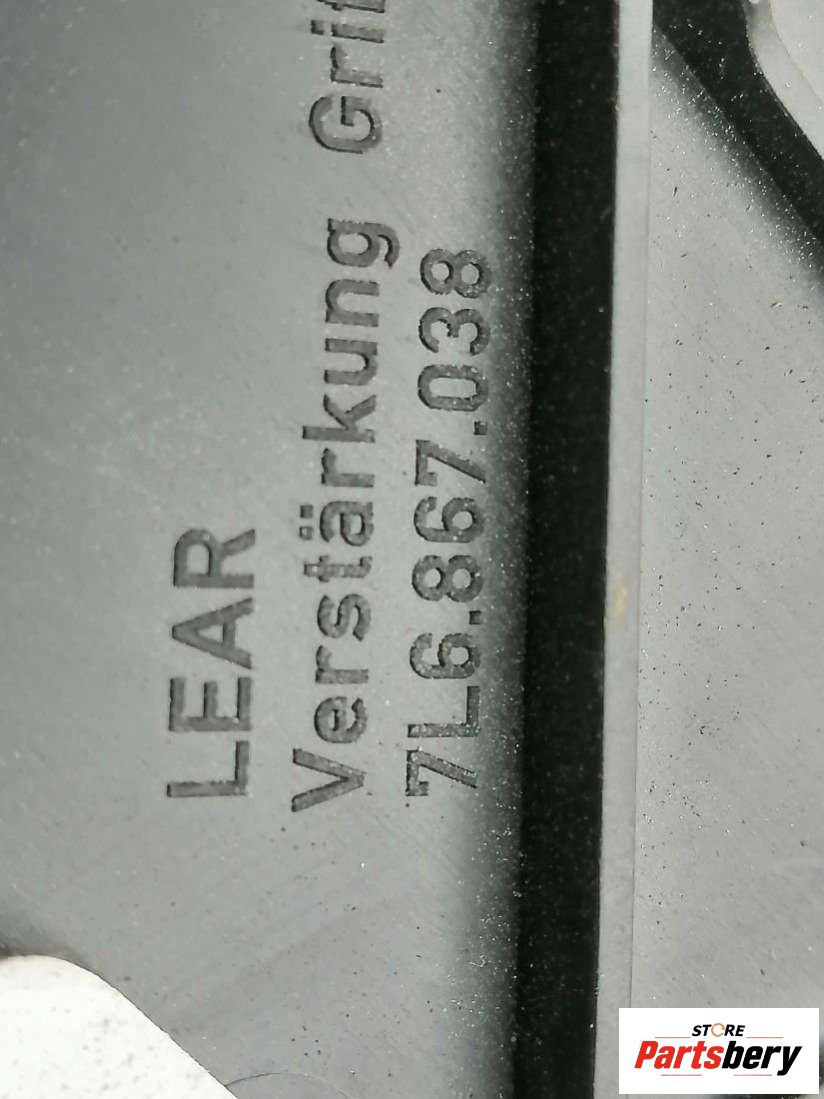 LEAR
Verstärkung
7L6.867.038
STORE
Partsbery